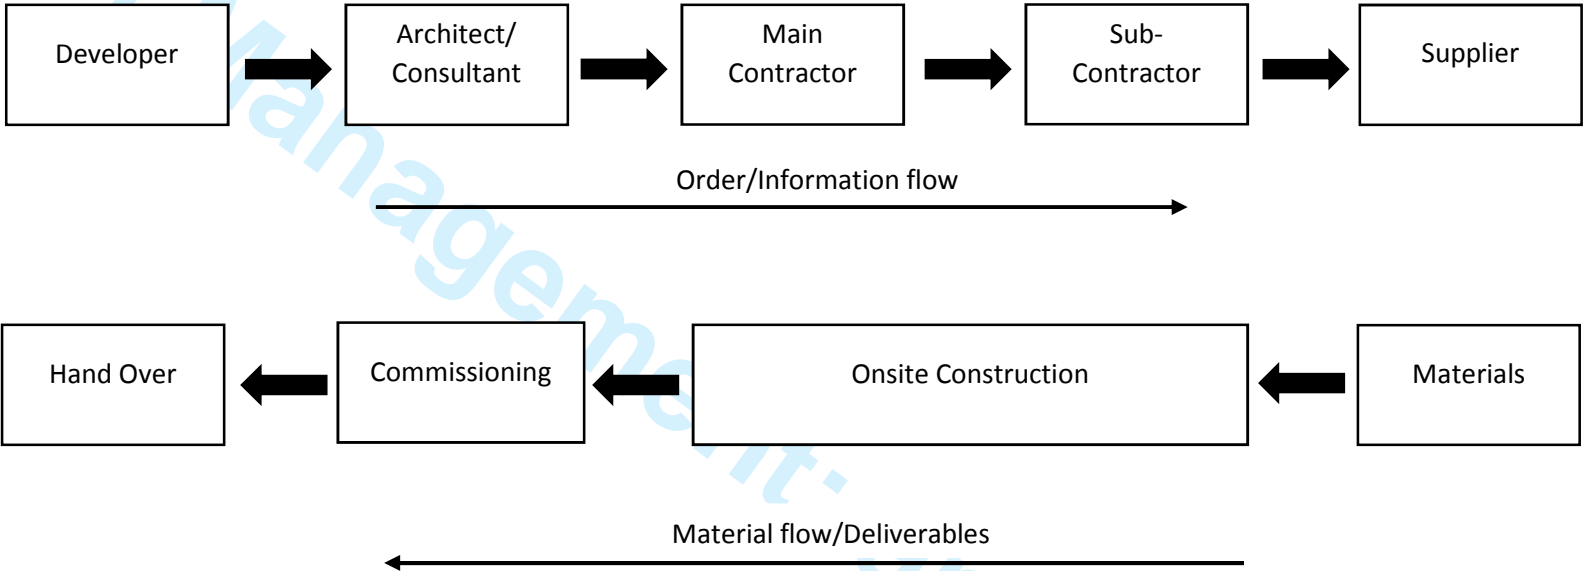 Developer
Architect/
Consultant
Main
Contractor
Sub-
Contractor
Supplier
Order/Information flow
Hand Over
Commissioning
Onsite Construction
Materials
Material flow/Deliverables
Management: